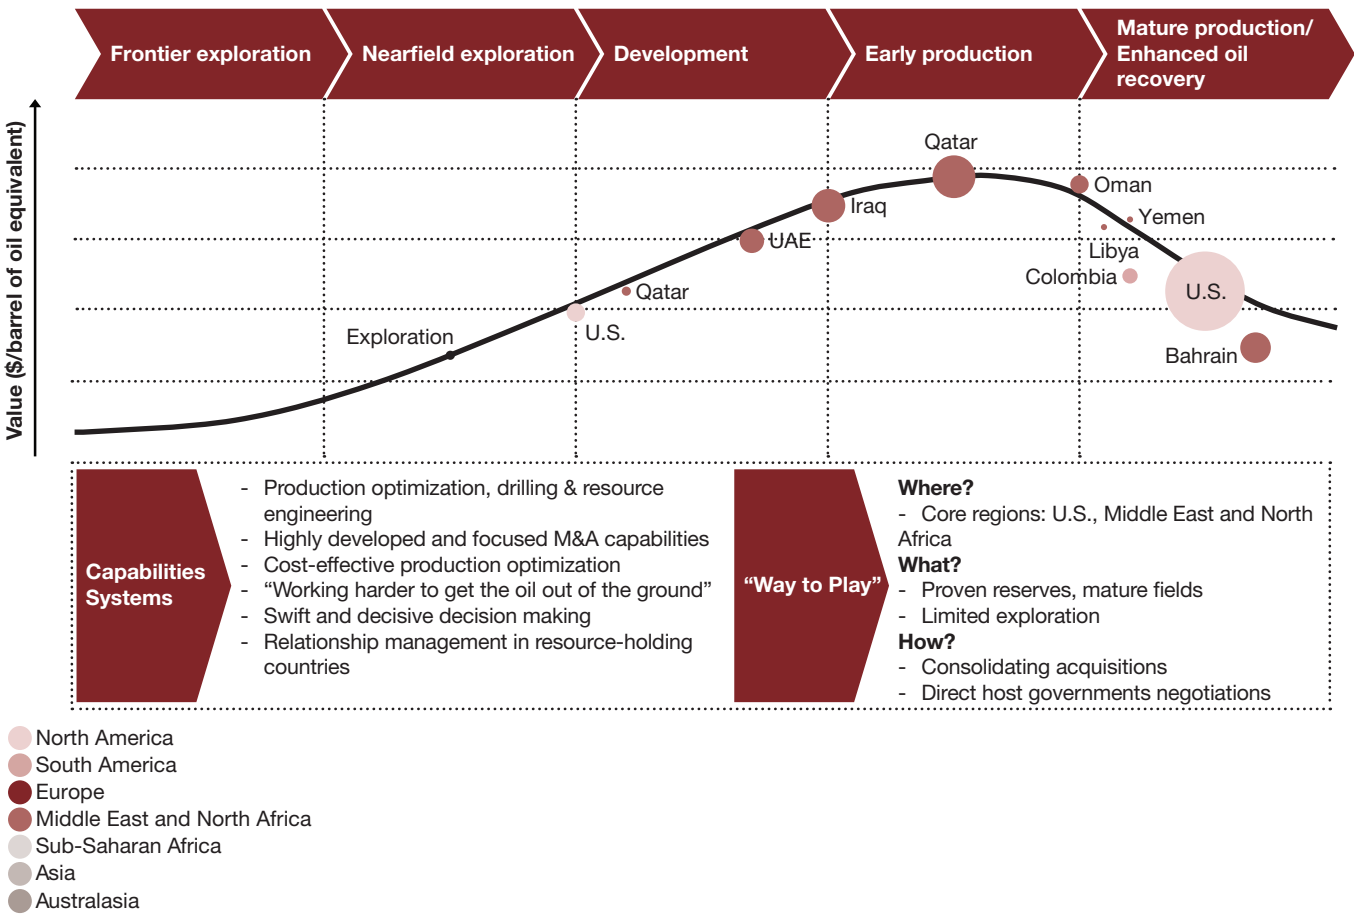 Frontier exploration
Nearfield exploration
Development
Early production
Mature production/
Enhanced oil
recovery
Value ($/barrel of oil equivalent)
Qatar
Oman
Iraq
Yemen
UAE
Libya
Colombia
Qatar
U.S.
U.S.
Exploration
Bahrain
Capabilities
Systems
- Production optimization, drilling & resource
engineering
- Highly developed and focused M&A capabilities
- Cost-effective production optimization
- “Working harder to get the oil out of the ground”
- Swift and decisive decision making
- Relationship management in resource-holding
countries
“Way to Play”
Where?
- Core regions: U.S., Middle East and North
Africa
What?
- Proven reserves, mature fields
- Limited exploration
How?
- Consolidating acquisitions
- Direct host governments negotiations
North America
South America
Europe
Middle East and North Africa
Sub-Saharan Africa
Asia
Australasia